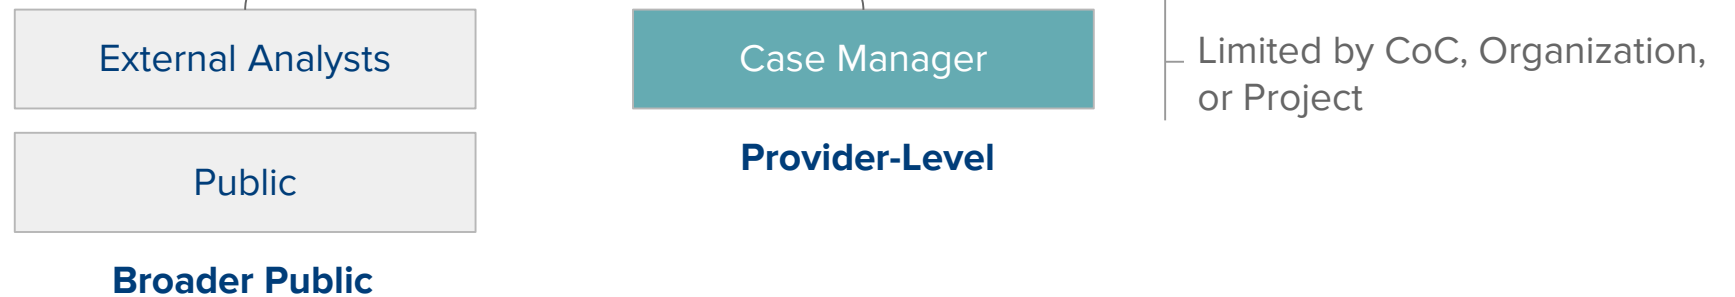 External Analysts
Public
Broader Public
Case Manager
Provider-Level
Limited by CoC, Organization,
or Project